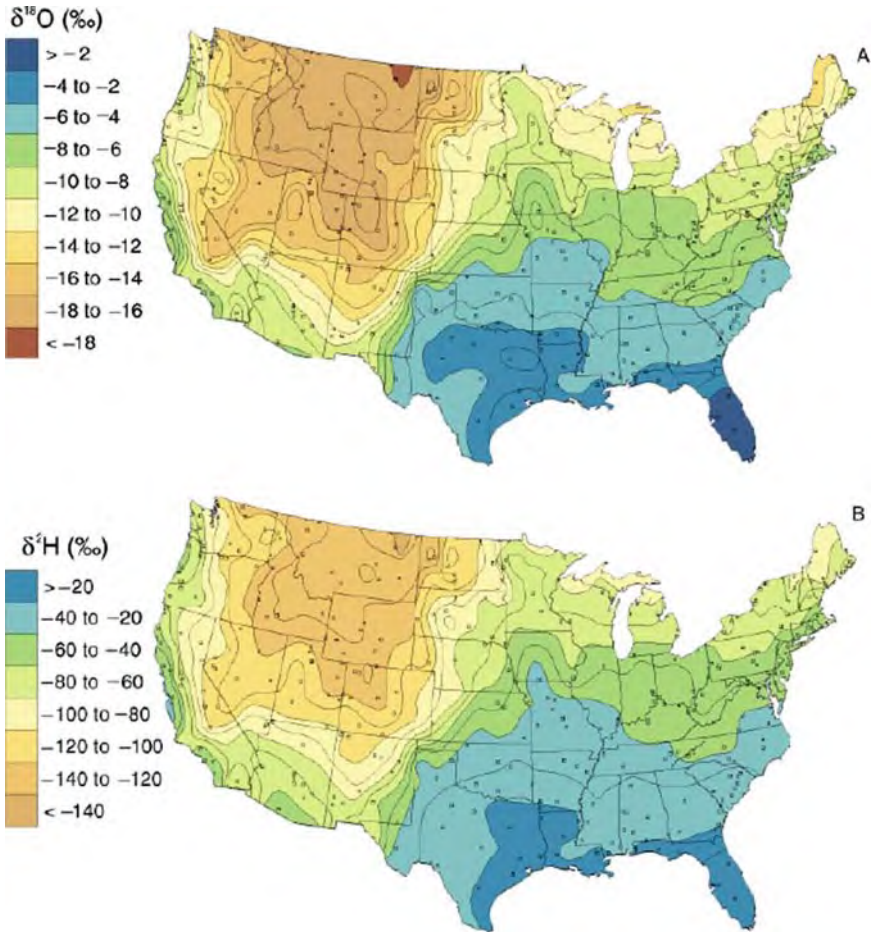 δ¹⁸O (‰)
> −2
−4 to −2
−6 to −4
−8 to −6
−10 to −8
−12 to −10
−14 to −12
−16 to −14
−18 to −16
< −18
A
δ²H (‰)
>−20
−40 to −20
−60 to −40
−80 to −60
−100 to −80
−120 to −100
−140 to −120
< −140
B